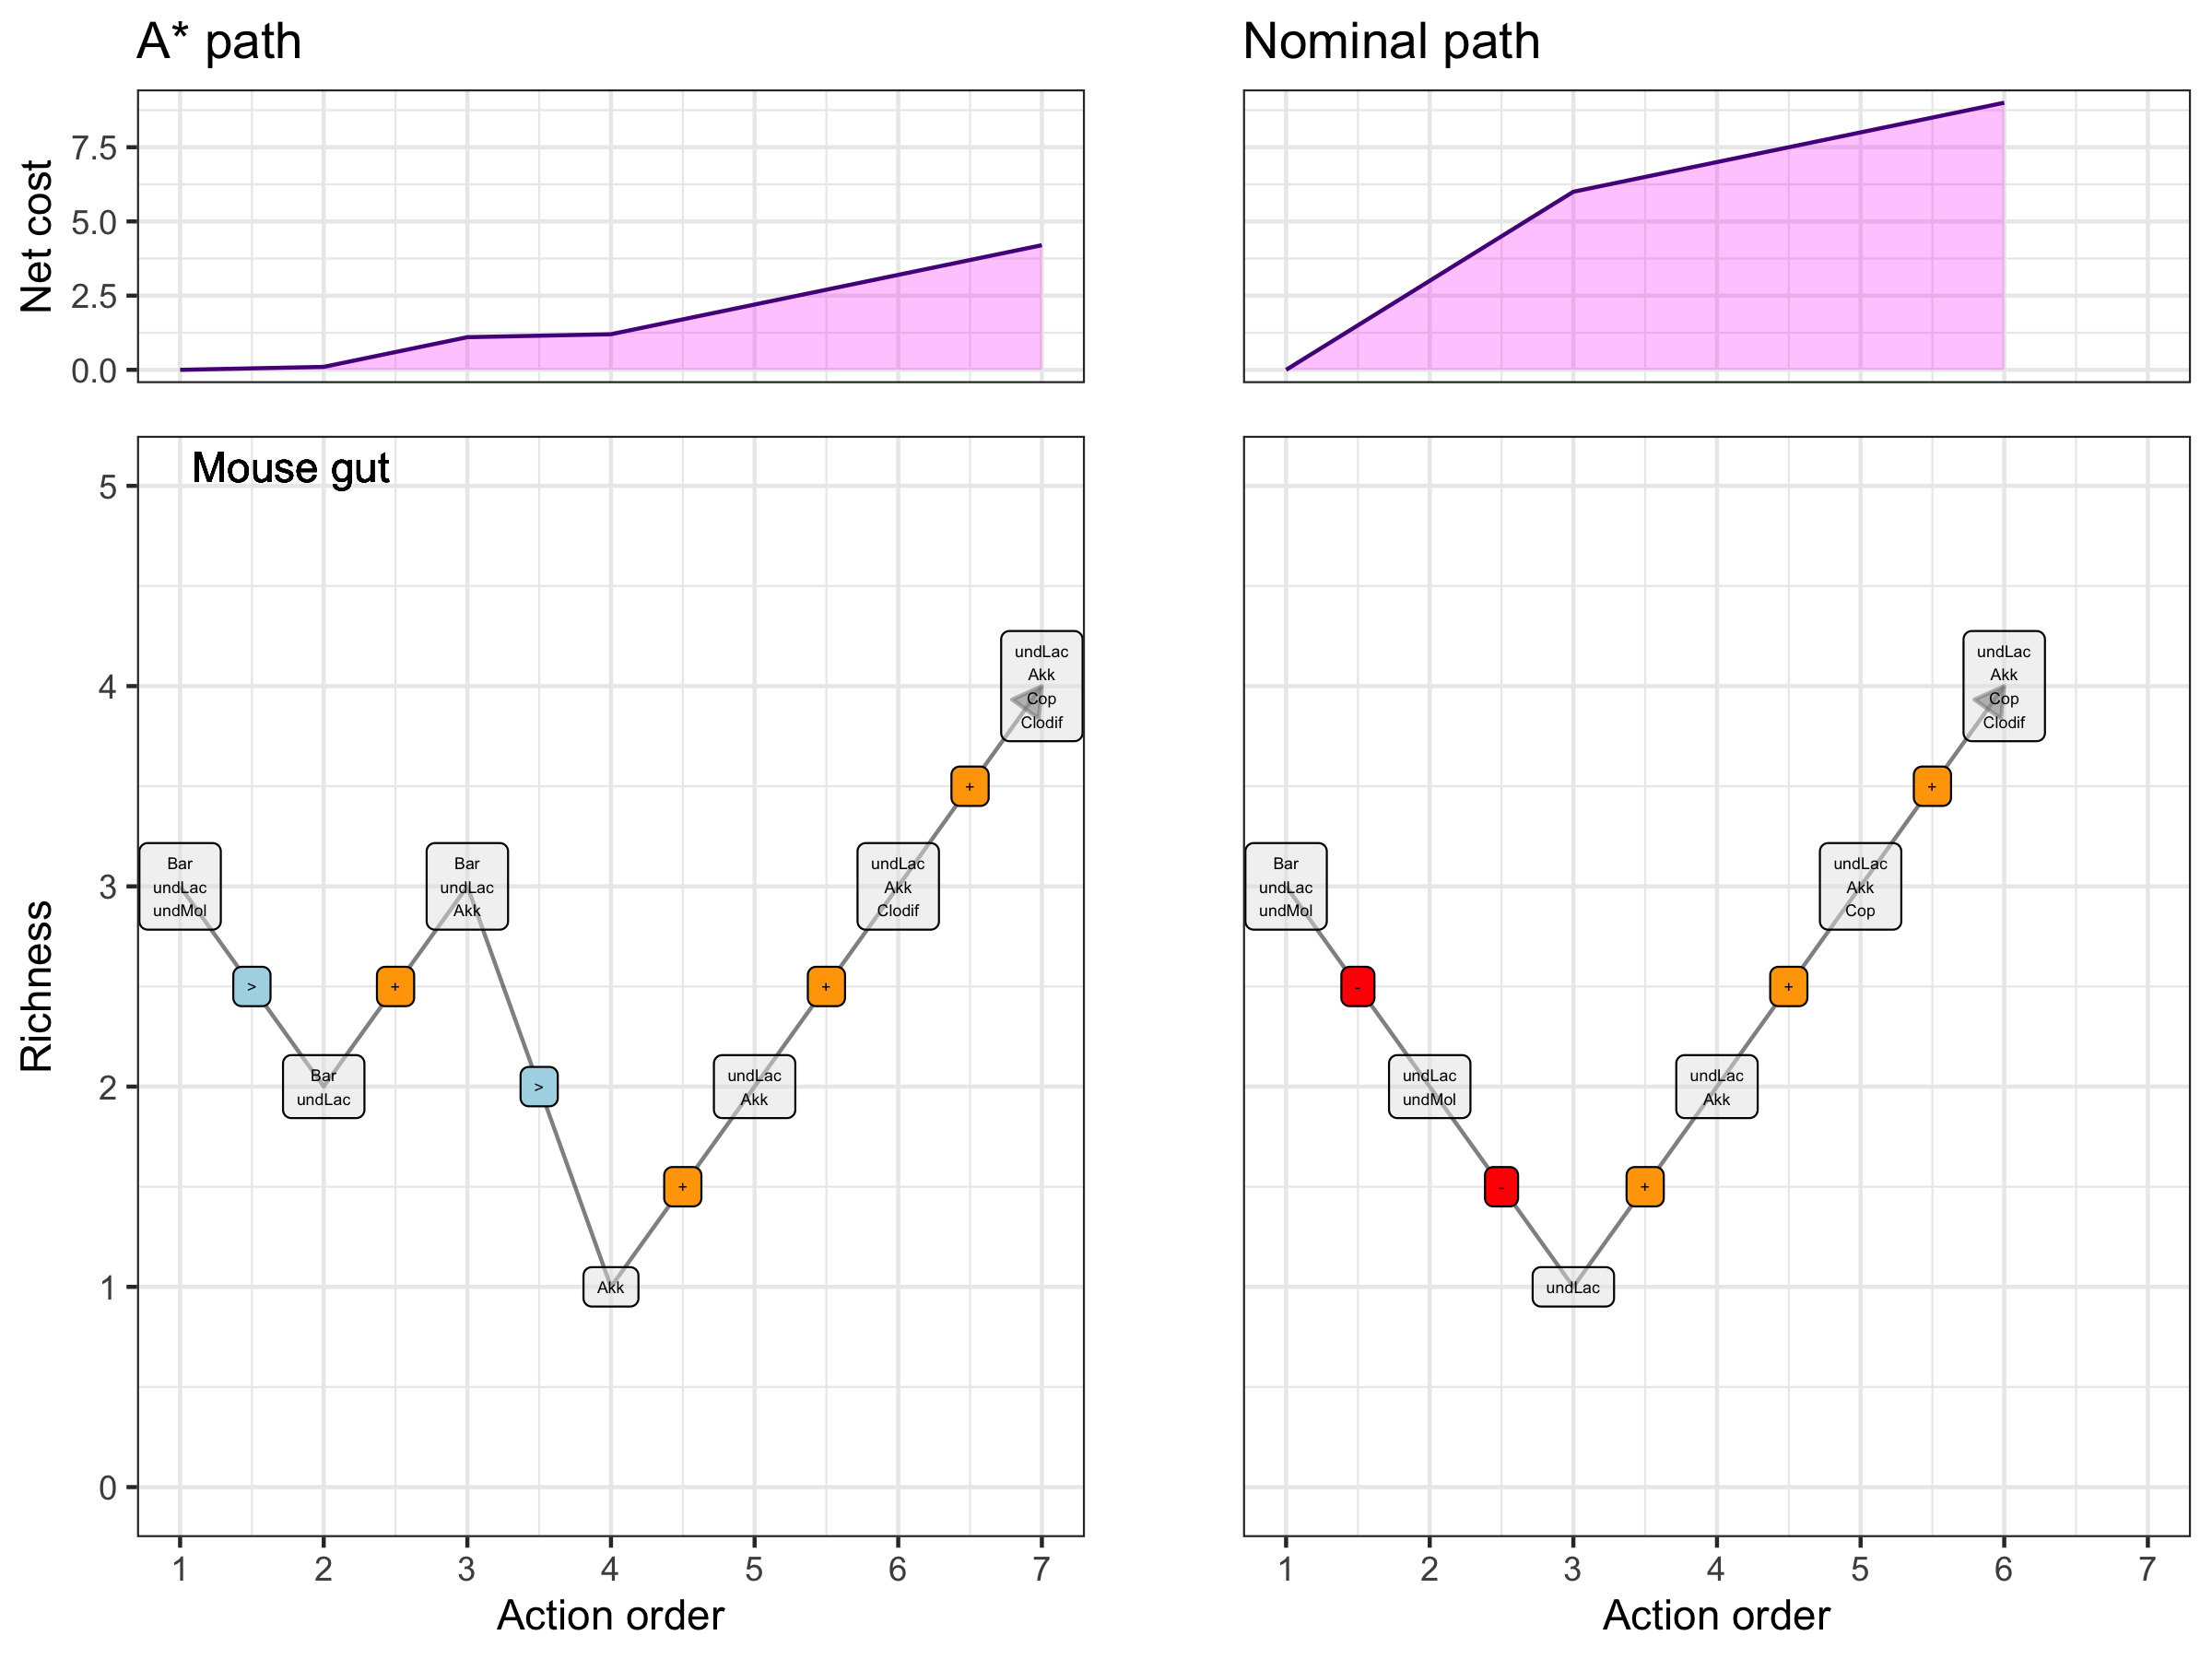 A* path
Nominal path
Net cost
7.5
5.0
2.5
0.0
Mouse gut
Richness
5
4
3
2
1
0
Bar
undLac
undMol
>
Bar
undLac
+
Bar
undLac
Akk
>
Akk
+
undLac
Akk
+
undLac
Akk
Clodif
+
undLac
Akk
Cop
Clodif
1 2 3 4 5 6 7
Action order
Bar
undLac
undMol
-
undLac
undMol
-
undLac
+
undLac
Akk
+
undLac
Akk
Cop
+
undLac
Akk
Cop
Clodif
1 2 3 4 5 6 7
Action order